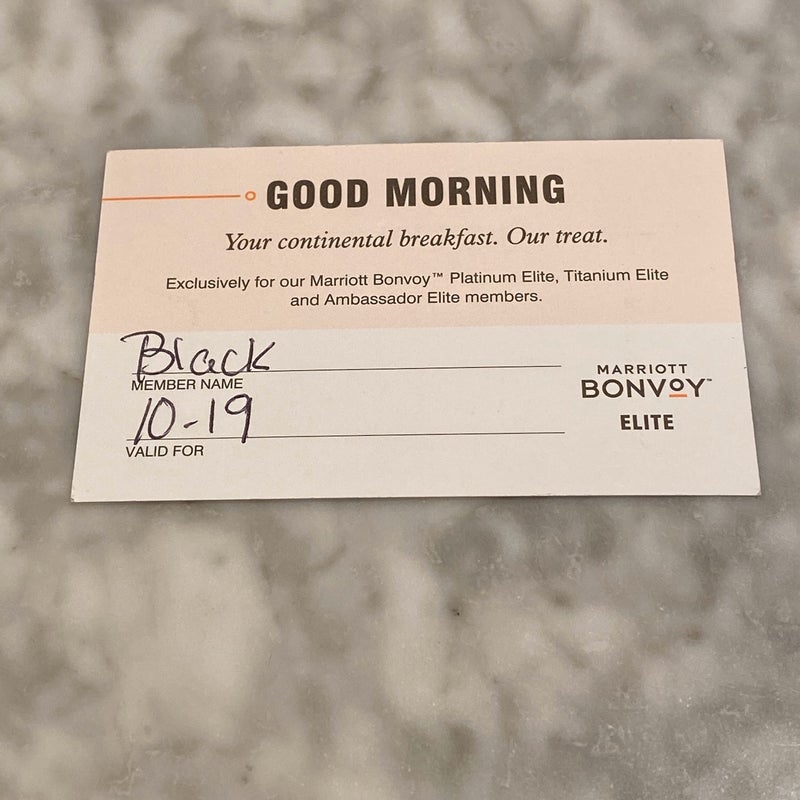 GOOD MORNING
Your continental breakfast. Our treat.
Exclusively for our Marriott Bonvoy™ Platinum Elite, Titanium Elite
and Ambassador Elite members.
Black
MEMBER NAME
10-19
VALID FOR
MARRIOTT
BONVOY™
ELITE